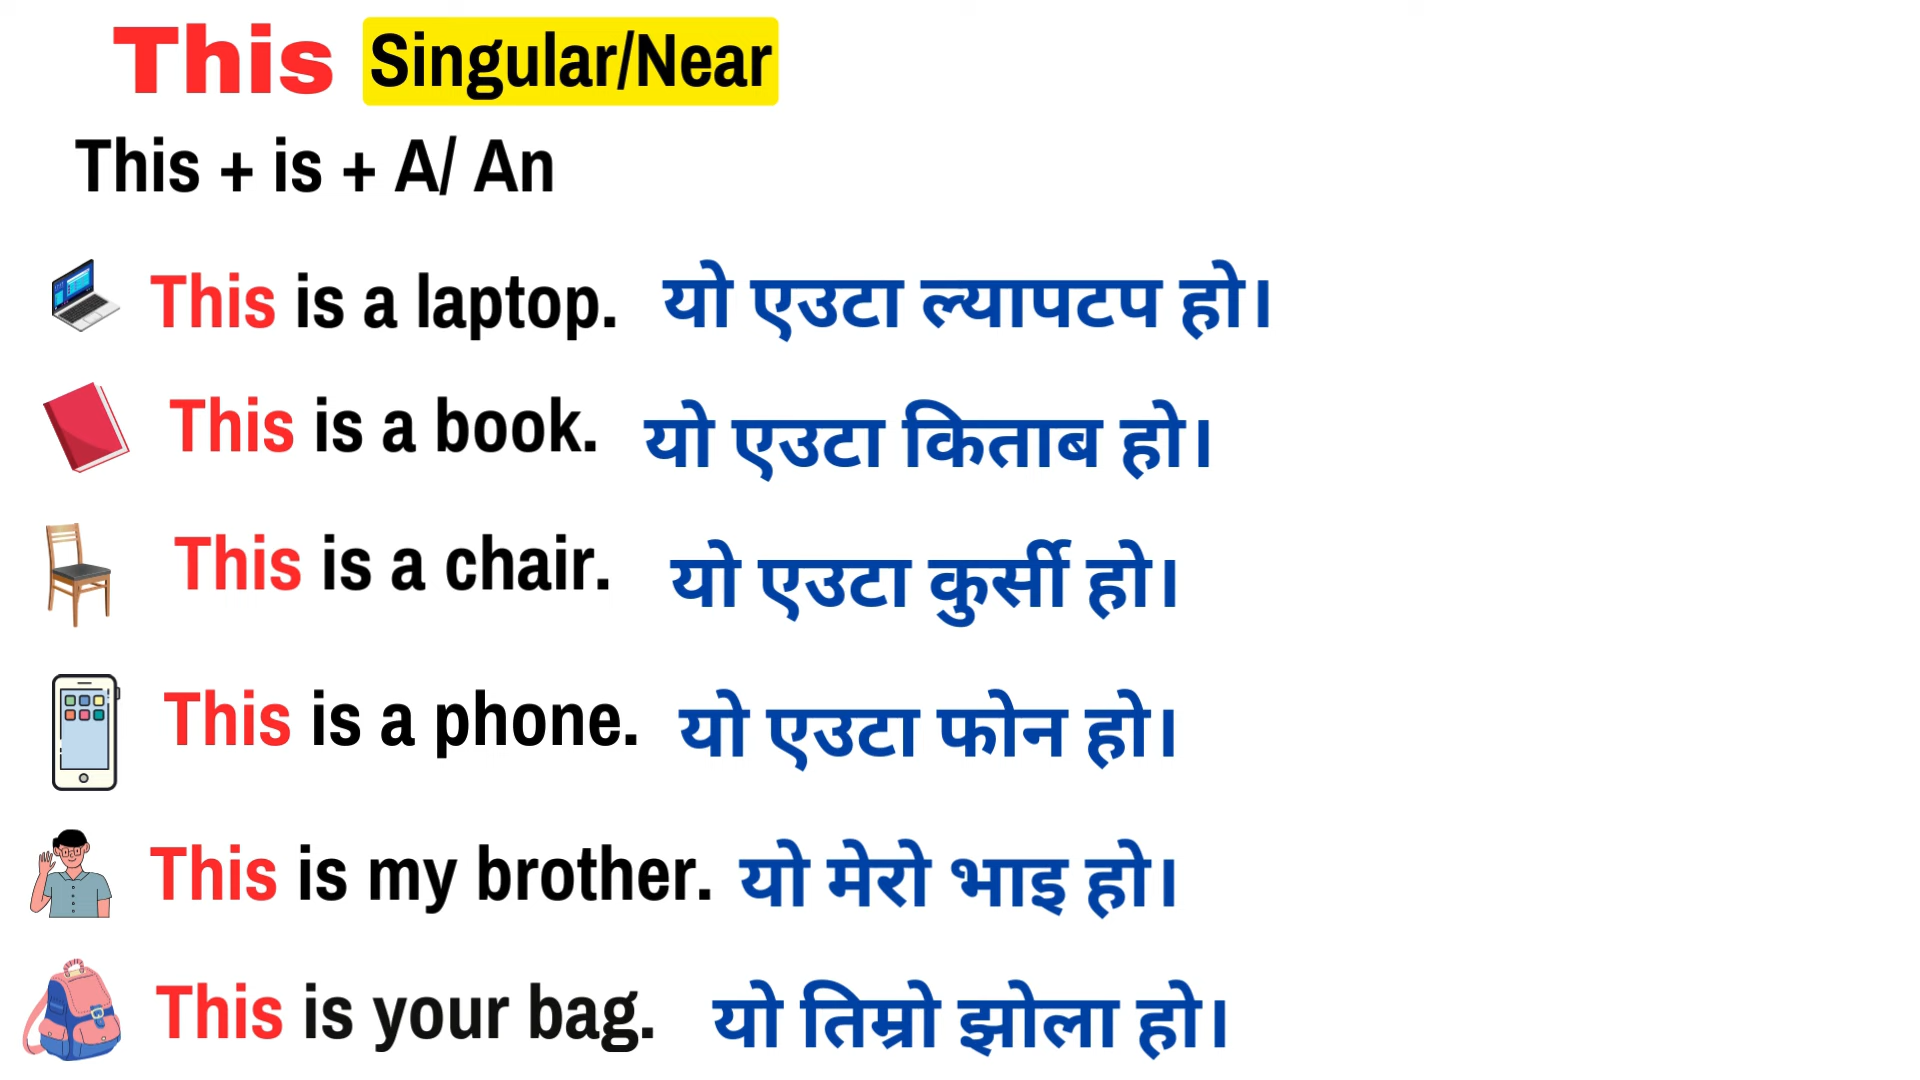 This Singular/Near
This + is + A/ An
This is a laptop. यो एउटा ल्यापटप हो।
This is a book. यो एउटा किताब हो।
This is a chair. यो एउटा कुर्सी हो।
This is a phone. यो एउटा फोन हो।
This is my brother. यो मेरो भाइ हो।
This is your bag. यो तिम्रो झोला हो।